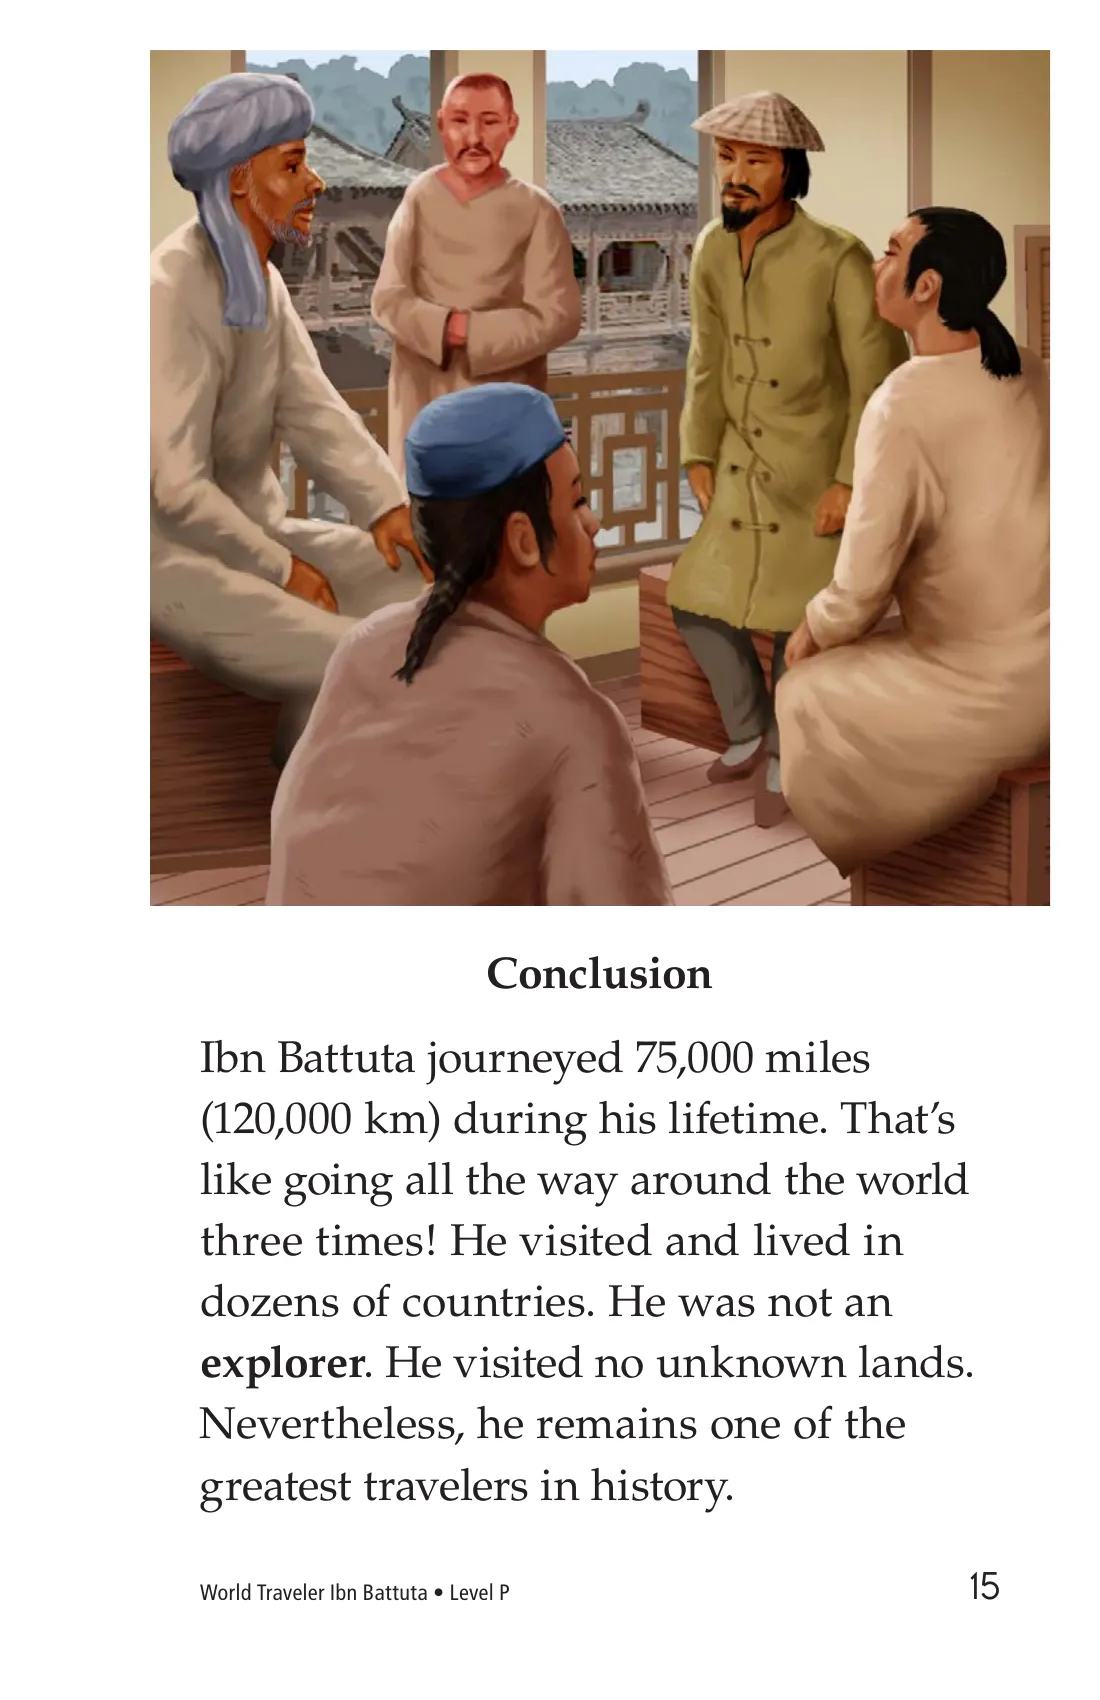 Conclusion
Ibn Battuta journeyed 75,000 miles
(120,000 km) during his lifetime. That’s
like going all the way around the world
three times! He visited and lived in
dozens of countries. He was not an
explorer. He visited no unknown lands.
Nevertheless, he remains one of the
greatest travelers in history.
World Traveler Ibn Battuta • Level P
15